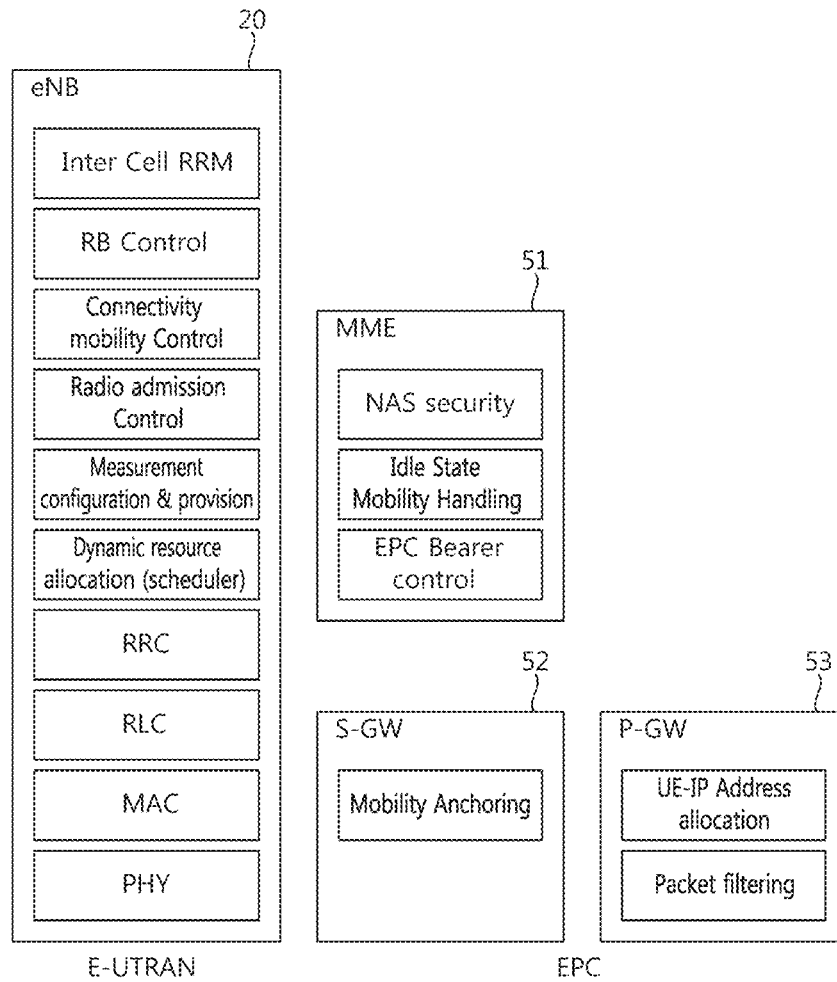 20
eNB
Inter Cell RRM
RB Control
Connectivity
mobility Control
Radio admission
Control
Measurement
configuration & provision
Dynamic resource
allocation (scheduler)
RRC
RLC
MAC
PHY
E-UTRAN
51
MME
NAS security
Idle State
Mobility Handling
EPC Bearer
control
52
S-GW
Mobility Anchoring
53
P-GW
UE-IP Address
allocation
Packet filtering
EPC